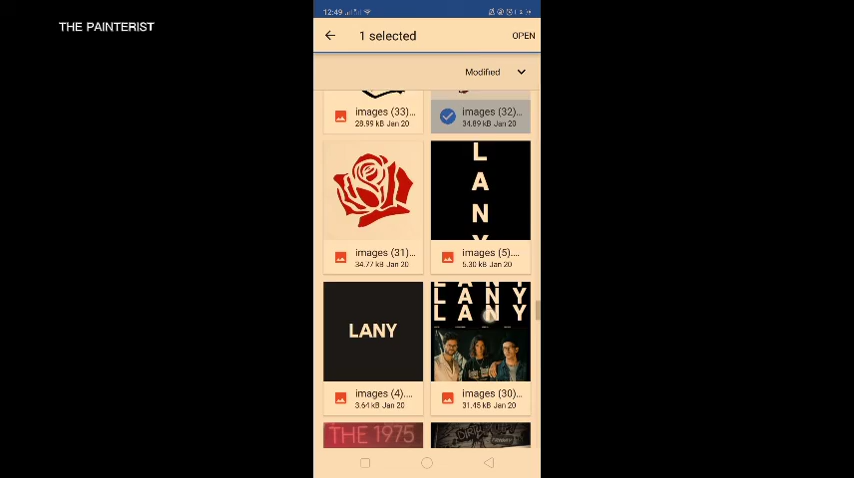 THE PAINTERIST
12:49
1 selected
OPEN
Modified
images (33)...
28.99 kB Jan 20
images (32)...
34.89 kB Jan 20
L
A
N
Y
images (31)...
34.77 kB Jan 20
images (5)....
5.30 kB Jan 20
LANY
LANY
LANY
LANY
images (4)....
3.64 kB Jan 20
images (30)...
31.45 kB Jan 20
THE 1975